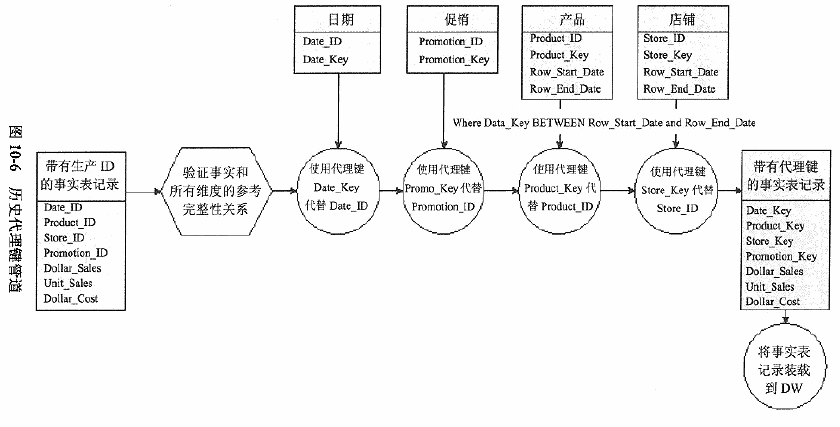 日期
Date_ID
Date_Key
促销
Promotion_ID
Promotion_Key
产品
Product_ID
Product_Key
Row_Start_Date
Row_End_Date
店铺
Store_ID
Store_Key
Row_Start_Date
Row_End_Date
Where Data_Key BETWEEN Row_Start_Date and Row_End_Date
带有生产 ID
的事实表记录
Date_ID
Product_ID
Store_ID
Promotion_ID
Dollar_Sales
Unit_Sales
Dollar_Cost
验证事实和
所有维度的参考
完整性关系
使用代理键
Date_Key
代替 Date_ID
使用代理键
Promo_Key 代替
Promotion_ID
使用代理键
Product_Key 代
替 Product_ID
使用代理键
Store_Key 代替
Store_ID
带有代理键
的事实表记录
Date_Key
Product_Key
Store_Key
Promotion_Key
Dollar_Sales
Unit_Sales
Dollar_Cost
将事实表
记录装载
到 DW
图 10-6 历史代理键管道